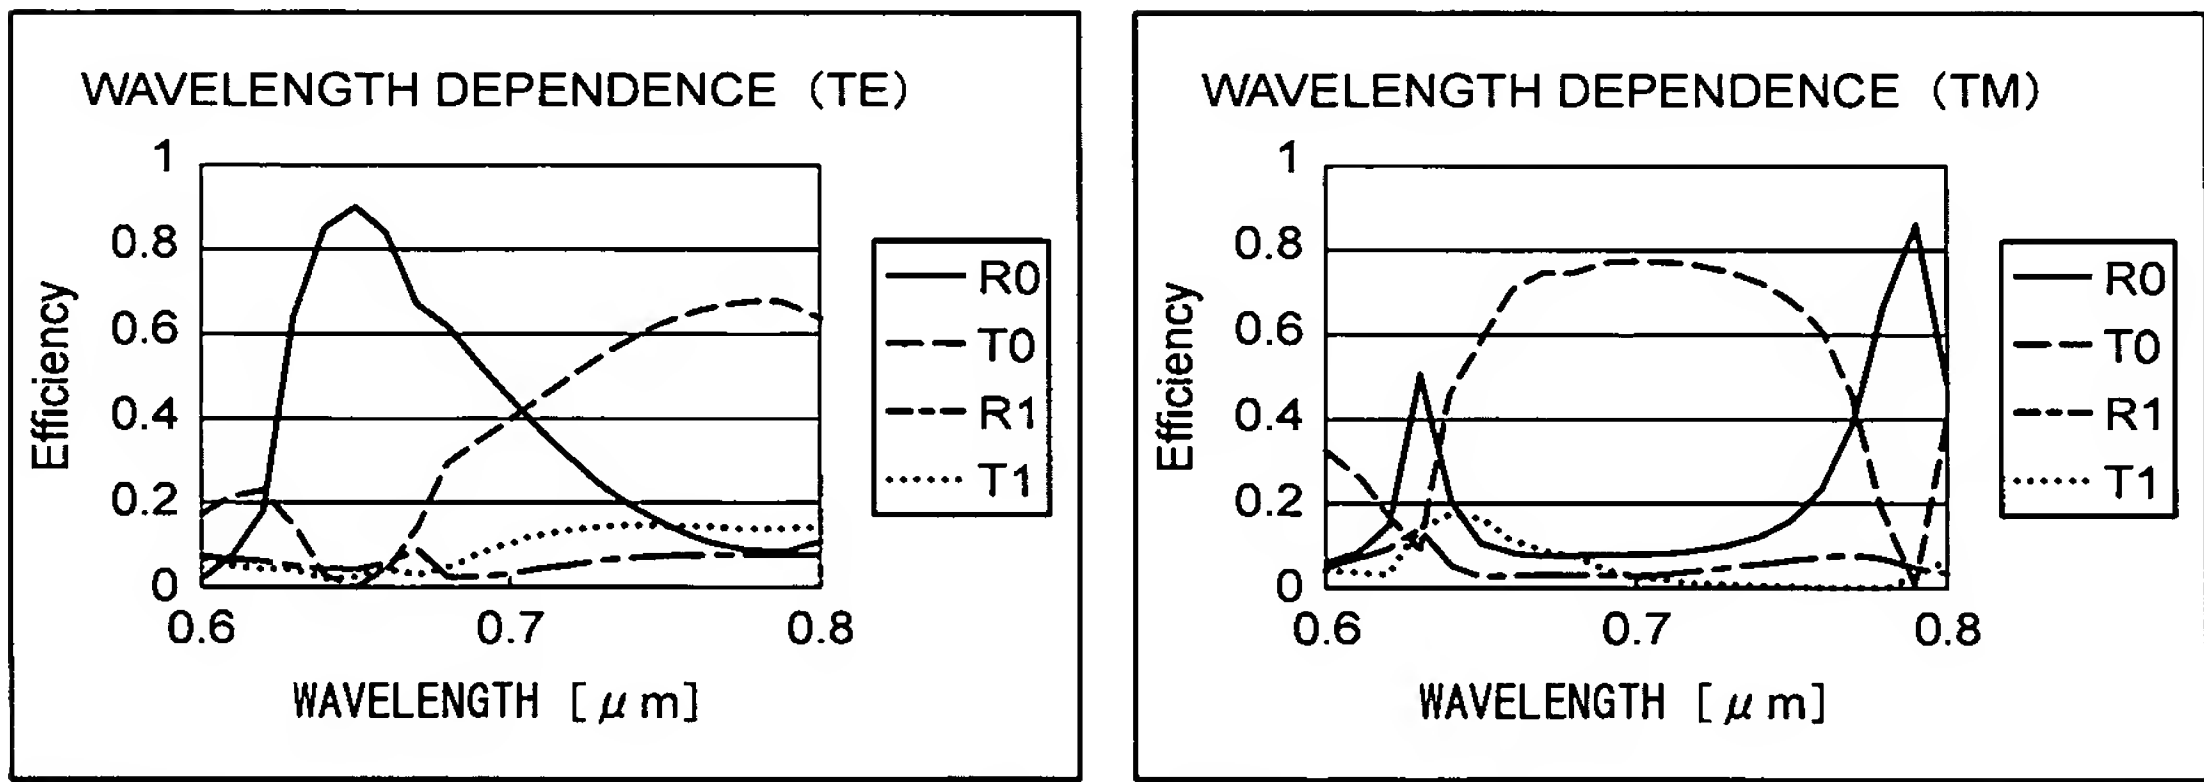 WAVELENGTH DEPENDENCE (TE)
1
0.8
0.6
0.4
0.2
0
Efficiency
0.6
0.7
0.8
WAVELENGTH [μm]
R0
T0
R1
T1
WAVELENGTH DEPENDENCE (TM)
1
0.8
0.6
0.4
0.2
0
Efficiency
0.6
0.7
0.8
WAVELENGTH [μm]
R0
T0
R1
T1